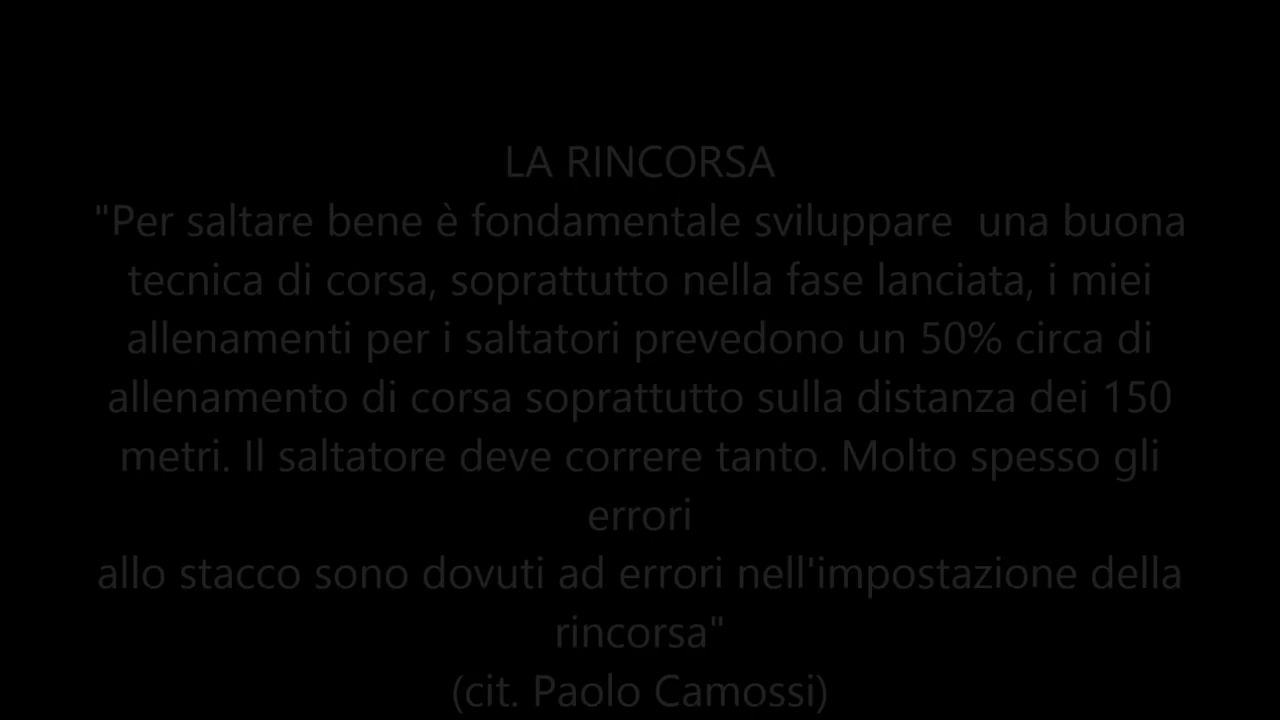 LA RINCORSA
"Per saltare bene è fondamentale sviluppare  una buona
tecnica di corsa, soprattutto nella fase lanciata, i miei
allenamenti per i saltatori prevedono un 50% circa di
allenamento di corsa soprattutto sulla distanza dei 150
metri. Il saltatore deve correre tanto. Molto spesso gli
errori
allo stacco sono dovuti ad errori nell'impostazione della
rincorsa"
(cit. Paolo Camossi)